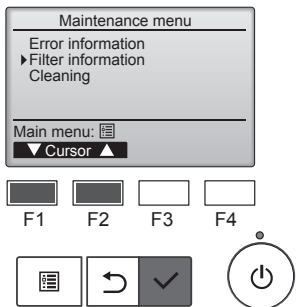 Maintenance menu
Error information
Filter information
Cleaning
Main menu:
Cursor
F1 F2 F3 F4